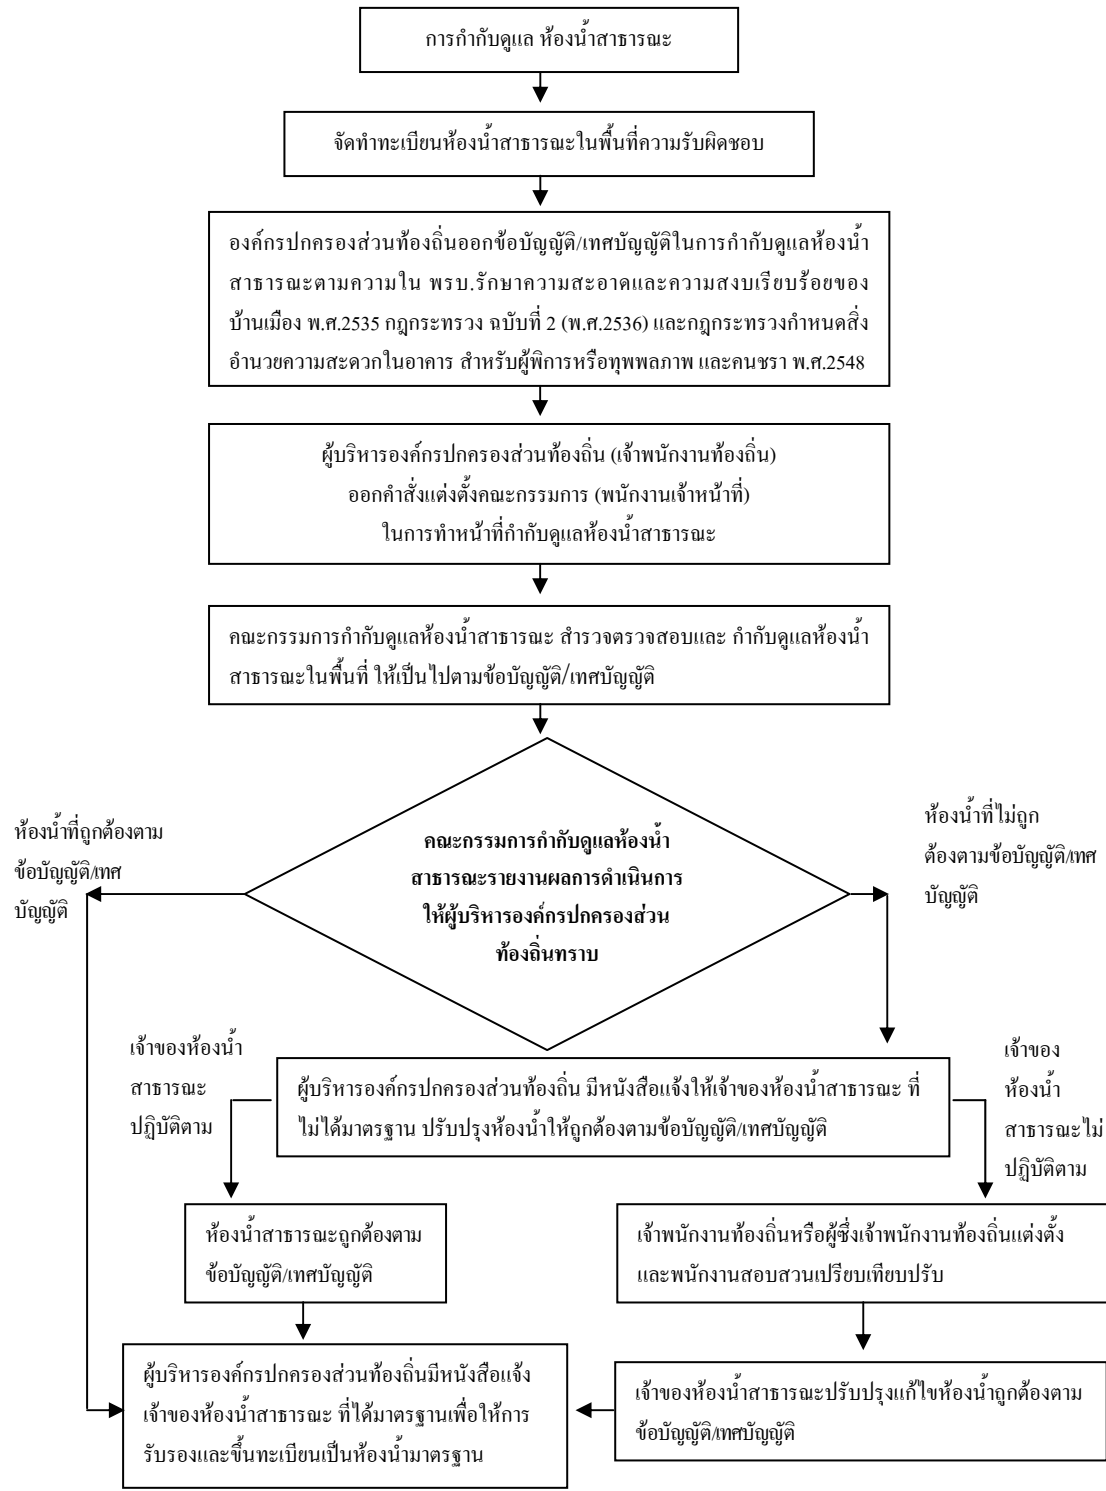 การกำกับดูแล ห้องน้ำสาธารณะ
จัดทำทะเบียนห้องน้ำสาธารณะในพื้นที่ความรับผิดชอบ
องค์กรปกครองส่วนท้องถิ่นออกข้อบัญญัติ/เทศบัญญัติในการกำกับดูแลห้องน้ำ
สาธารณะตามความใน พรบ.รักษาความสะอาดและความสงบเรียบร้อยของ
บ้านเมือง พ.ศ.2535 กฎกระทรวง ฉบับที่ 2 (พ.ศ.2536) และกฎกระทรวงกำหนดสิ่ง
อำนวยความสะดวกในอาคาร สำหรับผู้พิการหรือทุพพลภาพ และคนชรา พ.ศ.2548
ผู้บริหารองค์กรปกครองส่วนท้องถิ่น (เจ้าพนักงานท้องถิ่น)
ออกคำสั่งแต่งตั้งคณะกรรมการ (พนักงานเจ้าหน้าที่)
ในการทำหน้าที่กำกับดูแลห้องน้ำสาธารณะ
คณะกรรมการกำกับดูแลห้องน้ำสาธารณะ สำรวจตรวจสอบและ กำกับดูแลห้องน้ำ
สาธารณะในพื้นที่ ให้เป็นไปตามข้อบัญญัติ/เทศบัญญัติ
ห้องน้ำที่ถูกต้องตาม
ข้อบัญญัติ/เทศ
บัญญัติ
คณะกรรมการกำกับดูแลห้องน้ำ
สาธารณะรายงานผลการดำเนินการ
ให้ผู้บริหารองค์กรปกครองส่วน
ท้องถิ่นทราบ
ห้องน้ำที่ไม่ถูก
ต้องตามข้อบัญญัติ/เทศ
บัญญัติ
เจ้าของห้องน้ำ
สาธารณะ
ปฏิบัติตาม
ผู้บริหารองค์กรปกครองส่วนท้องถิ่น มีหนังสือแจ้งให้เจ้าของห้องน้ำสาธารณะ ที่
ไม่ได้มาตรฐาน ปรับปรุงห้องน้ำให้ถูกต้องตามข้อบัญญัติ/เทศบัญญัติ
เจ้าของ
ห้องน้ำ
สาธารณะไม่
ปฏิบัติตาม
ห้องน้ำสาธารณะถูกต้องตาม
ข้อบัญญัติ/เทศบัญญัติ
เจ้าพนักงานท้องถิ่นหรือผู้ซึ่งเจ้าพนักงานท้องถิ่นแต่งตั้ง
และพนักงานสอบสวนเปรียบเทียบปรับ
ผู้บริหารองค์กรปกครองส่วนท้องถิ่นมีหนังสือแจ้ง
เจ้าของห้องน้ำสาธารณะ ที่ได้มาตรฐานเพื่อให้การ
รับรองและขึ้นทะเบียนเป็นห้องน้ำมาตรฐาน
เจ้าของห้องน้ำสาธารณะปรับปรุงแก้ไขห้องน้ำถูกต้องตาม
ข้อบัญญัติ/เทศบัญญัติ